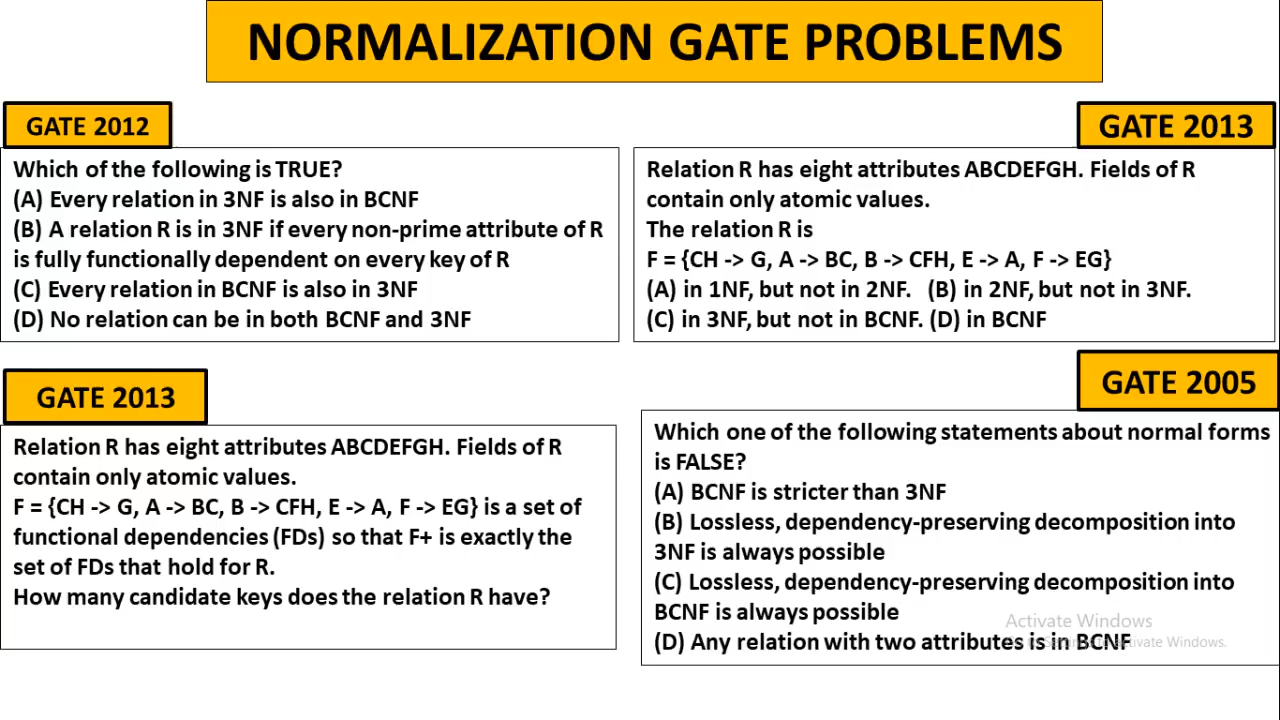 NORMALIZATION GATE PROBLEMS
GATE 2012
Which of the following is TRUE?
(A) Every relation in 3NF is also in BCNF
(B) A relation R is in 3NF if every non-prime attribute of R
is fully functionally dependent on every key of R
(C) Every relation in BCNF is also in 3NF
(D) No relation can be in both BCNF and 3NF
GATE 2013
Relation R has eight attributes ABCDEFGH. Fields of R
contain only atomic values.
The relation R is
F = {CH -> G, A -> BC, B -> CFH, E -> A, F -> EG}
(A) in 1NF, but not in 2NF. (B) in 2NF, but not in 3NF.
(C) in 3NF, but not in BCNF. (D) in BCNF
GATE 2013
Relation R has eight attributes ABCDEFGH. Fields of R
contain only atomic values.
F = {CH -> G, A -> BC, B -> CFH, E -> A, F -> EG} is a set of
functional dependencies (FDs) so that F+ is exactly the
set of FDs that hold for R.
How many candidate keys does the relation R have?
GATE 2005
Which one of the following statements about normal forms
is FALSE?
(A) BCNF is stricter than 3NF
(B) Lossless, dependency-preserving decomposition into
3NF is always possible
(C) Lossless, dependency-preserving decomposition into
BCNF is always possible
(D) Any relation with two attributes is in BCNF
Activate Windows
Activate Windows.